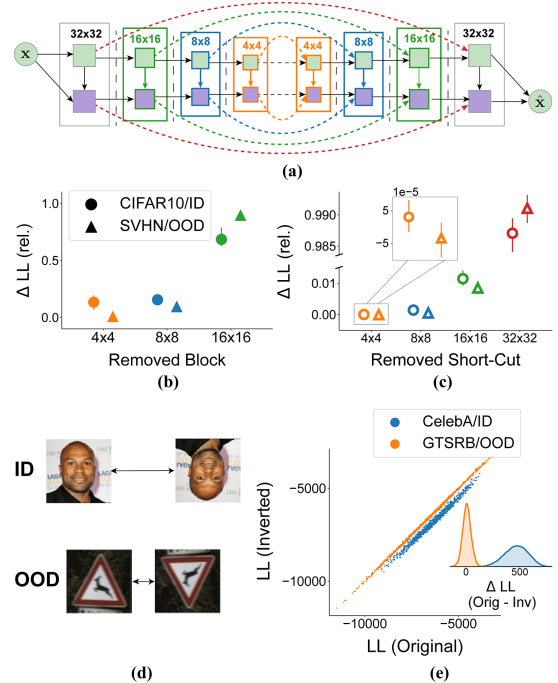 32x32
16x16
8x8
4x4
4x4
8x8
16x16
32x32
x
x̂
(a)
CIFAR10/ID
SVHN/OOD
Δ LL (rel.)
1.0
0.5
0.0
4x4
8x8
16x16
Removed Block
(b)
1e-5
5
−5
Δ LL (rel.)
0.990
0.985
0.01
0.00
4x4
8x8
16x16
32x32
Removed Short-Cut
(c)
ID
OOD
(d)
CelebA/ID
GTSRB/OOD
LL (Inverted)
−5000
−10000
−10000
−5000
LL (Original)
0
500
Δ LL
(Orig - Inv)
(e)